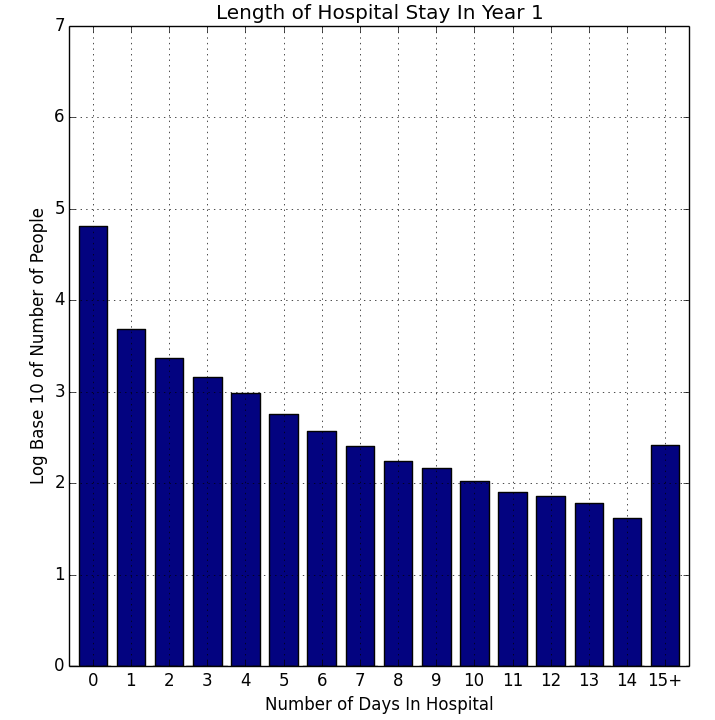 Length of Hospital Stay In Year 1
7
6
5
4
3
2
1
0
Log Base 10 of Number of People
0 1 2 3 4 5 6 7 8 9 10 11 12 13 14 15+
Number of Days In Hospital